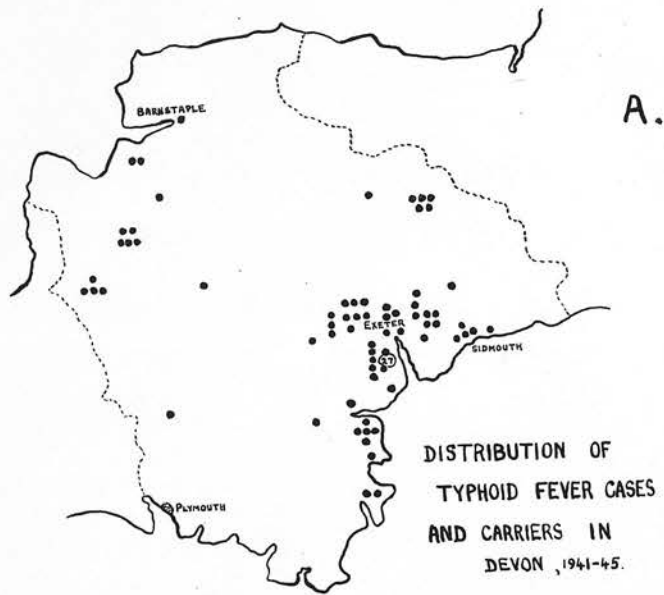 A.
BARNSTAPLE
EXETER
27
SIDMOUTH
PLYMOUTH
DISTRIBUTION OF
TYPHOID FEVER CASES
AND CARRIERS IN
DEVON, 1941-45.